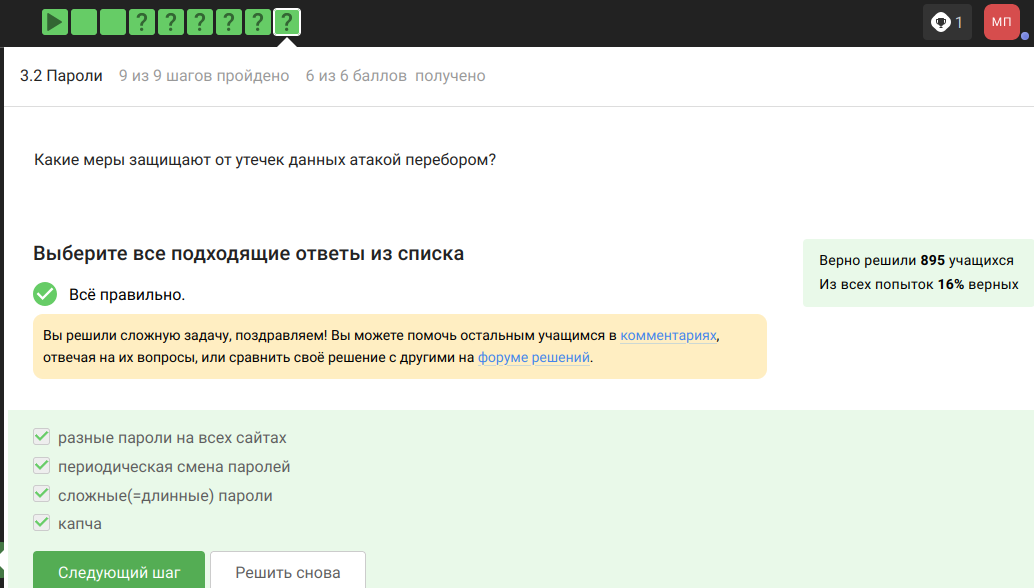 ? ? ? ? ? ?
1
МП
3.2 Пароли 9 из 9 шагов пройдено 6 из 6 баллов получено
Какие меры защищают от утечек данных атакой перебором?
Выберите все подходящие ответы из списка
Всё правильно.
Вы решили сложную задачу, поздравляем! Вы можете помочь остальным учащимся в комментариях,
отвечая на их вопросы, или сравнить своё решение с другими на форуме решений.
Верно решили 895 учащихся
Из всех попыток 16% верных
разные пароли на всех сайтах
периодическая смена паролей
сложные(=длинные) пароли
капча
Следующий шаг
Решить снова